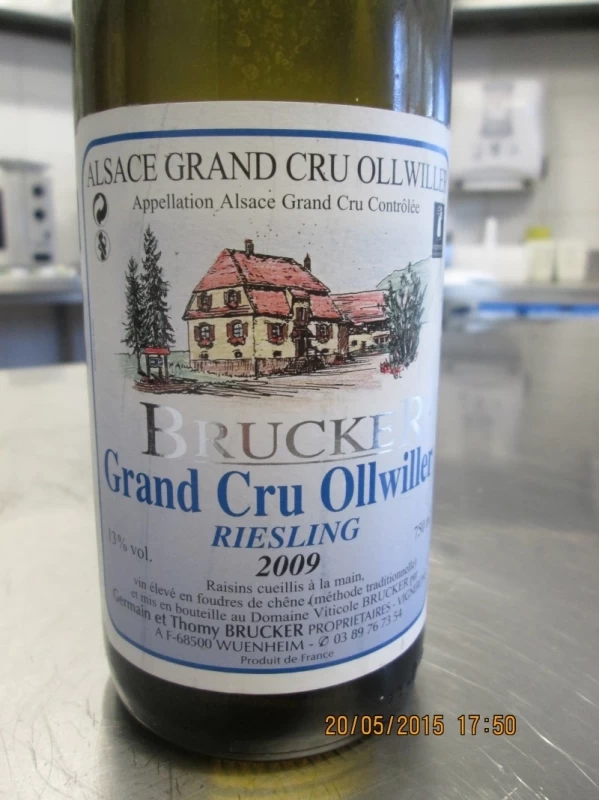 ALSACE GRAND CRU OLLWILLER
Appellation Alsace Grand Cru Contrôlée
BRUCKER
Grand Cru Ollwiller
RIESLING
13% vol.
2009
Raisins cueillis à la main,
vin élevé en foudres de chêne (méthode traditionnelle)
et mis en bouteille au Domaine Viticole BRUCKER par
Germain et Thomy BRUCKER PROPRIETAIRES - VIGNERONS
A F-68500 WUENHEIM - ✆ 03 89 76 73 54
Produit de France
20/05/2015 17:50